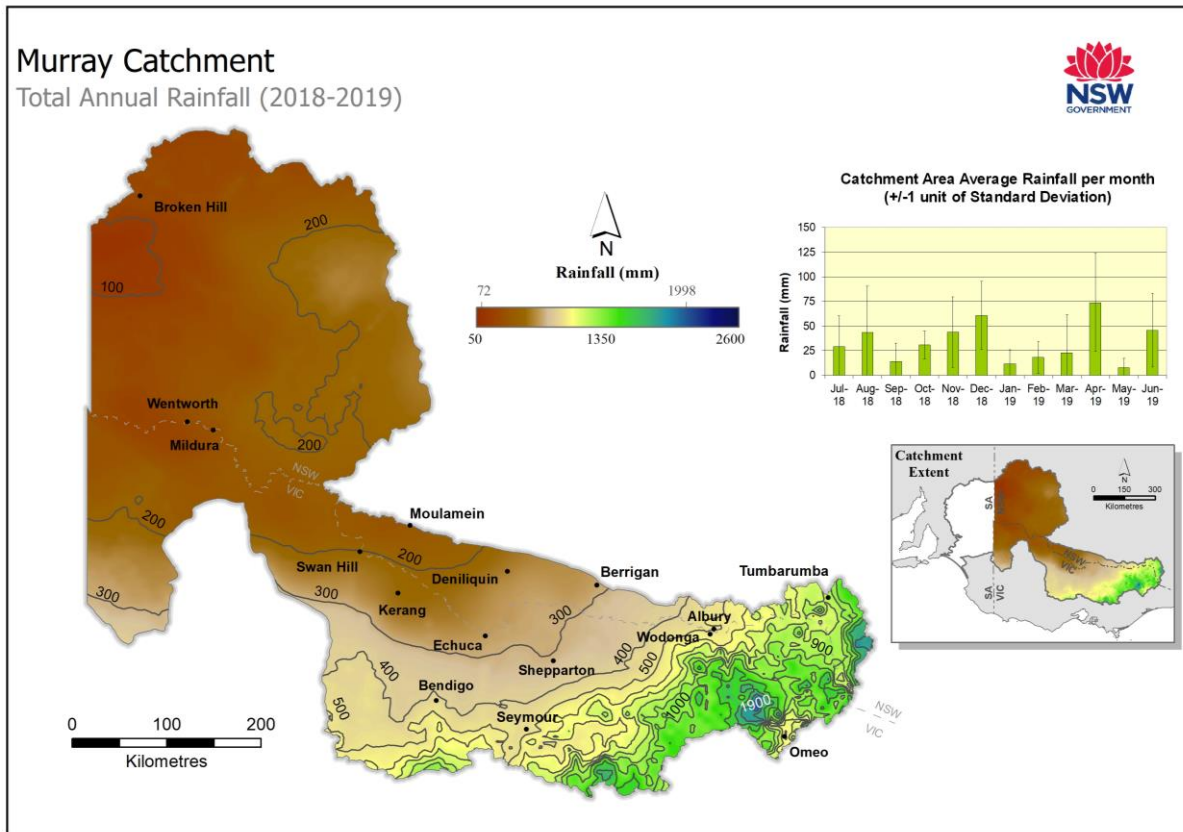 Murray Catchment
Total Annual Rainfall (2018-2019)
NSW
GOVERNMENT
Broken Hill
200
100
N
Rainfall (mm)
72
1998
50
1350
2600
Catchment Area Average Rainfall per month
(+/-1 unit of Standard Deviation)
150
125
100
75
50
25
0
Rainfall (mm)
Jul-
18
Aug-
18
Sep-
18
Oct-
18
Nov-
18
Dec-
18
Jan-
19
Feb-
19
Mar-
19
Apr-
19
May-
19
Jun-
19
Wentworth
Mildura
200
NSW
VIC
200
Moulamein
200
Swan Hill
Deniliquin
Berrigan
Tumbarumba
300
300
Kerang
300
Echuca
Albury
Wodonga
900
400
Shepparton
500
400
Bendigo
500
1000
1900
Seymour
NSW
VIC
Omeo
0 100 200
Kilometres
Catchment
Extent
N
0 150 300
Kilometres
SA
NSW
NSW
VIC
SA
VIC